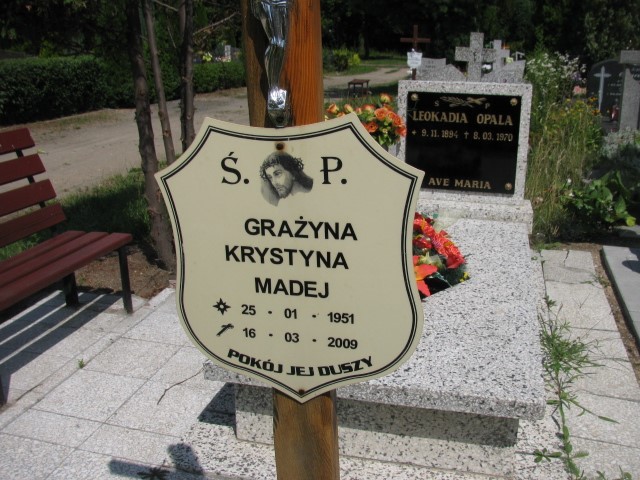 Ś. P.
GRAŻYNA
KRYSTYNA
MADEJ
25 · 01 · 1951
16 · 03 · 2009
POKÓJ JEJ DUSZY
Ś P
LEOKADIA OPALA
* 9.11.1894 + 8.03.1970
AVE MARIA